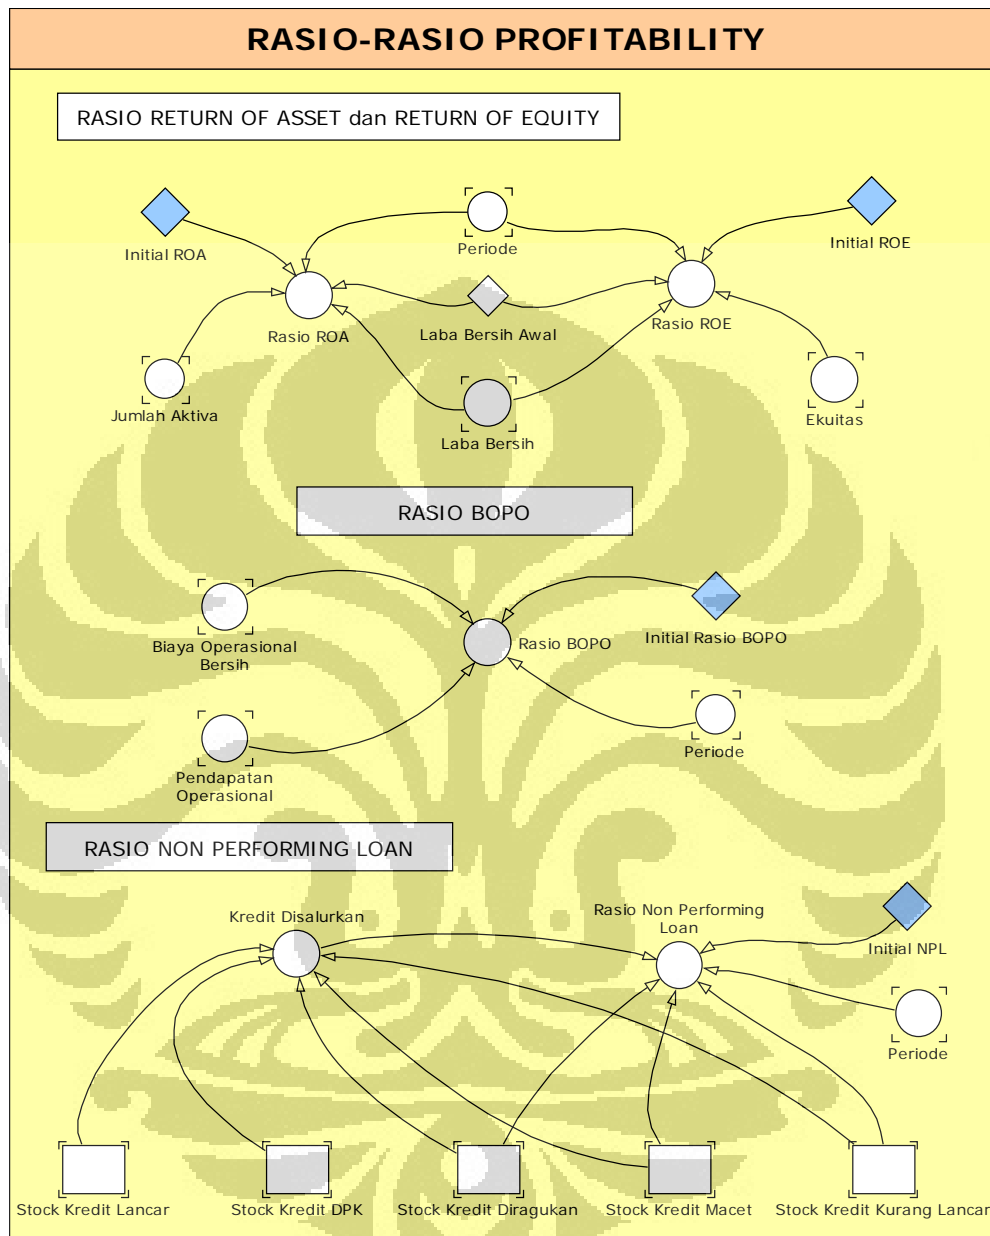 RASIO-RASIO PROFITABILITY
RASIO RETURN OF ASSET dan RETURN OF EQUITY
Initial ROA
Periode
Initial ROE
Rasio ROA
Laba Bersih Awal
Rasio ROE
Jumlah Aktiva
Laba Bersih
Ekuitas
RASIO BOPO
Biaya Operasional
Bersih
Rasio BOPO
Initial Rasio BOPO
Pendapatan
Operasional
Periode
RASIO NON PERFORMING LOAN
Kredit Disalurkan
Rasio Non Performing
Loan
Initial NPL
Periode
Stock Kredit Lancar
Stock Kredit DPK
Stock Kredit Diragukan
Stock Kredit Macet
Stock Kredit Kurang Lancar